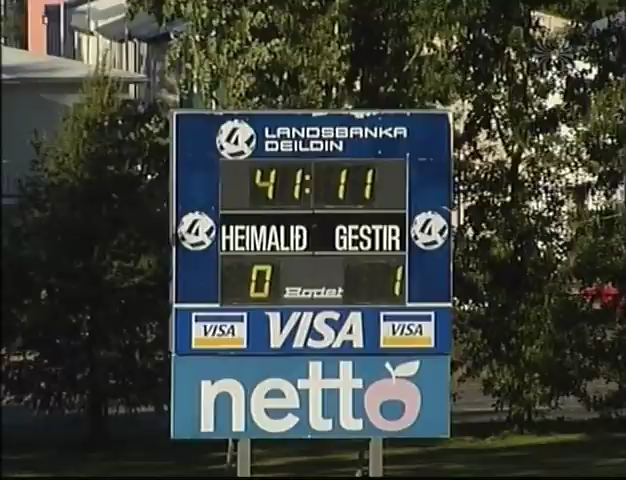 LANDSBANKA
DEILDIN
41:11
HEIMALIÐ GESTIR
0 Bodet 1
VISA VISA VISA
netto